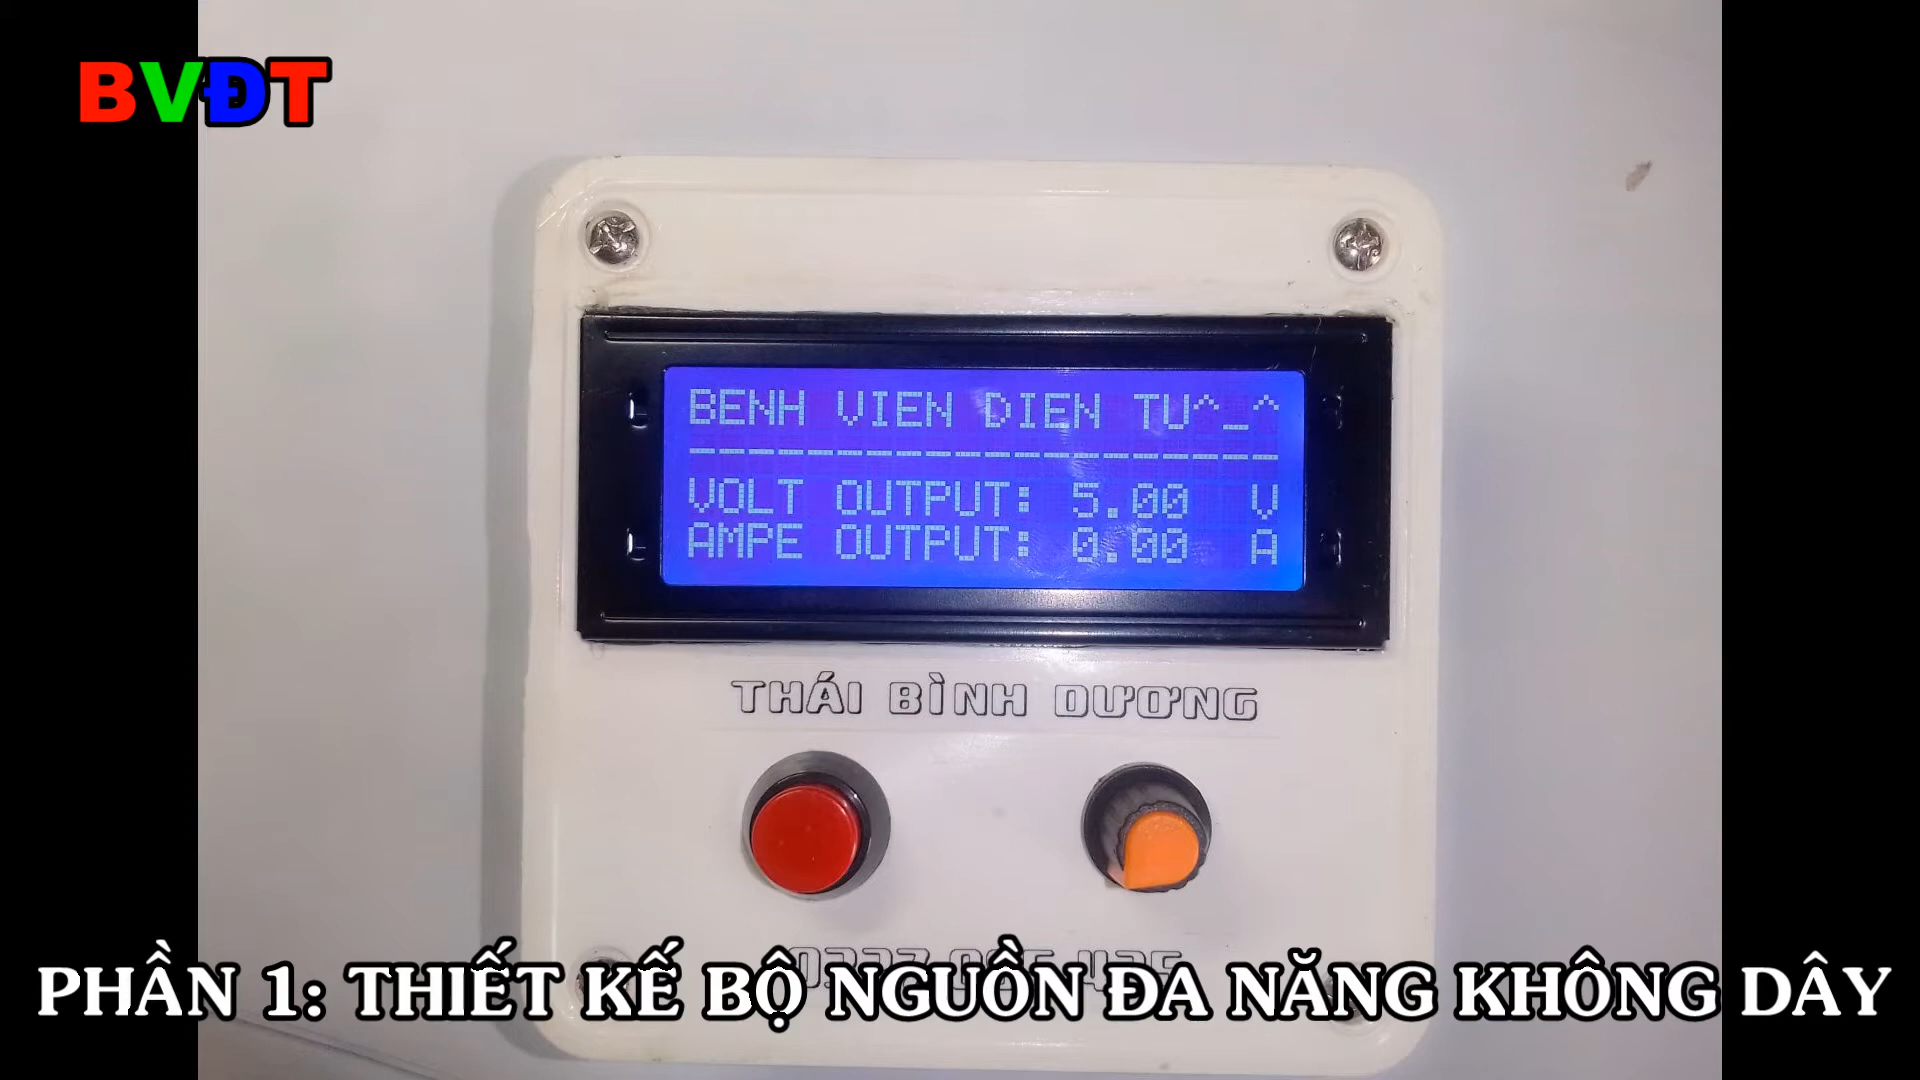 BVĐT
BENH VIEN DIEN TU^_^
--------------------
VOLT OUTPUT: 5.00 V
AMPE OUTPUT: 0.00 A
THÁI BÌNH DƯƠNG
PHẦN 1: THIẾT KẾ BỘ NGUỒN ĐA NĂNG KHÔNG DÂY